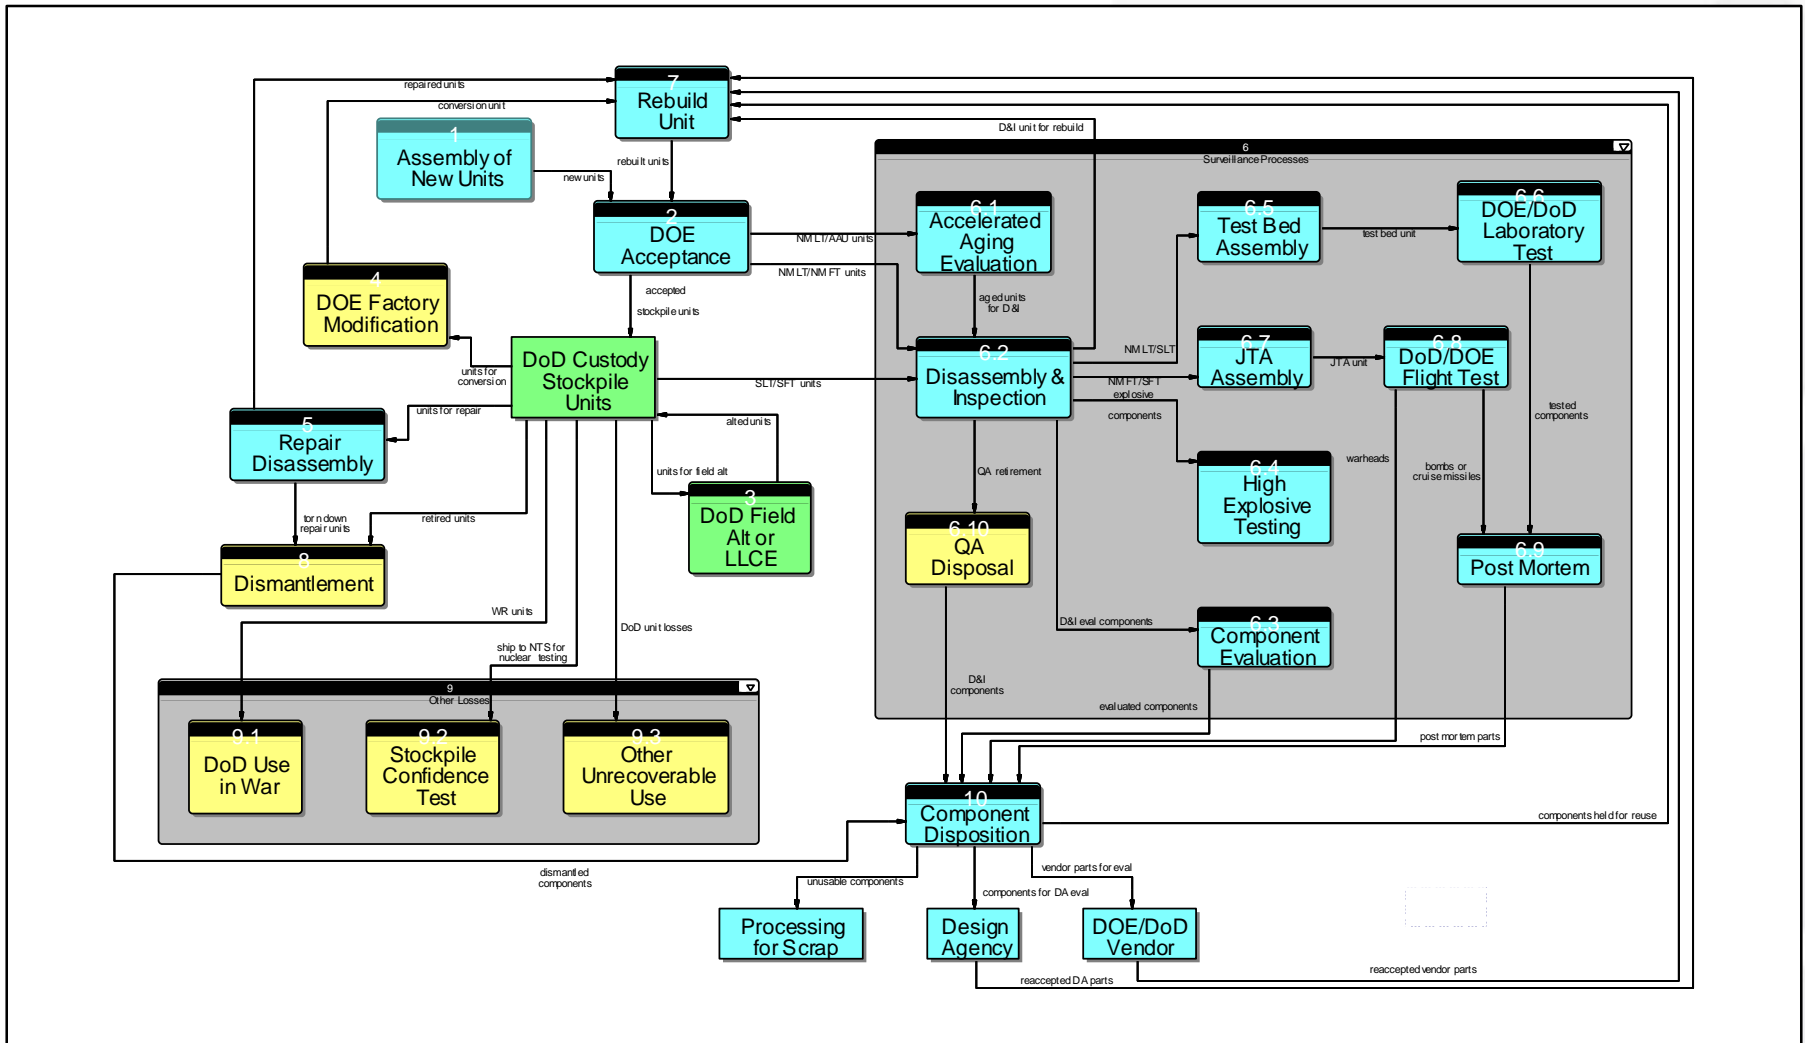 repaired units
7
Rebuild
Unit
conversion unit
D&I unit for rebuild
1
Assembly of
New Units
rebuilt units
new units
6
Surveillance Processes
2
DOE
Acceptance
NMLT/AAU units
NMLT/NMFT units
6.1
Accelerated
Aging
Evaluation
6.5
Test Bed
Assembly
test bed unit
6.6
DOE/DoD
Laboratory
Test
4
DOE Factory
Modification
accepted
stockpile units
aged units
for D&I
DoD Custody
Stockpile
Units
units for
conversion
SLT/SFT units
6.2
Disassembly &
Inspection
NMLT/SLT
NMFT/SFT
explosive
components
6.7
JTA
Assembly
JTA unit
6.8
DoD/DOE
Flight Test
units for repair
alted units
tested
components
5
Repair
Disassembly
units for field alt
QA retirement
6.4
High
Explosive
Testing
warheads
bombs or
cruise missiles
3
DoD Field
Alt or
LLCE
torn down
repair units
retired units
6.10
QA
Disposal
6.9
Post Mortem
8
Dismantlement
WR units
DoD unit losses
ship to NTS for
nuclear testing
D&I eval components
6.3
Component
Evaluation
D&I
components
evaluated components
post mortem parts
9
Other Losses
9.1
DoD Use
in War
9.2
Stockpile
Confidence
Test
9.3
Other
Unrecoverable
Use
10
Component
Disposition
components held for reuse
dismantled
components
unusable components
components for DA eval
vendor parts for eval
Processing
for Scrap
Design
Agency
DOE/DoD
Vendor
reaccepted DA parts
reaccepted vendor parts